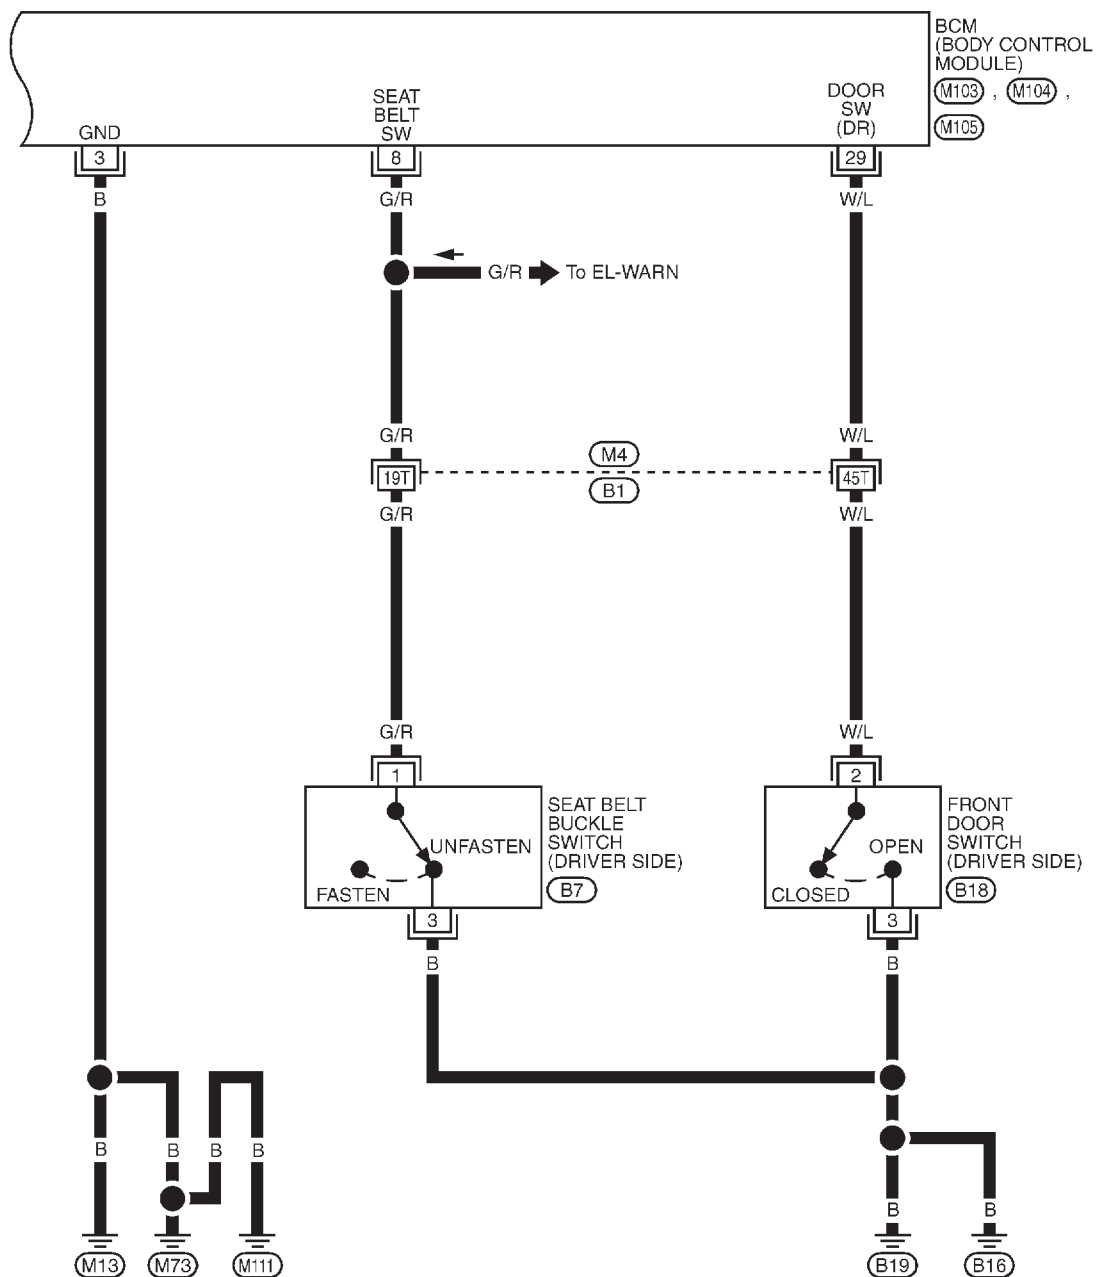 BCM
(BODY CONTROL
MODULE)
M103 , M104 ,
M105
GND
SEAT
BELT
SW
DOOR
SW
(DR)
3
8
29
B
G/R
W/L
G/R To EL-WARN
G/R
W/L
M4
19T
45T
B1
G/R
W/L
G/R
W/L
1
2
SEAT BELT
BUCKLE
SWITCH
(DRIVER SIDE)
B7
UNFASTEN
FASTEN
FRONT
DOOR
SWITCH
(DRIVER SIDE)
B18
OPEN
CLOSED
3
3
B
B
B
B
B
B
B
B
M13
M73
M111
B19
B16